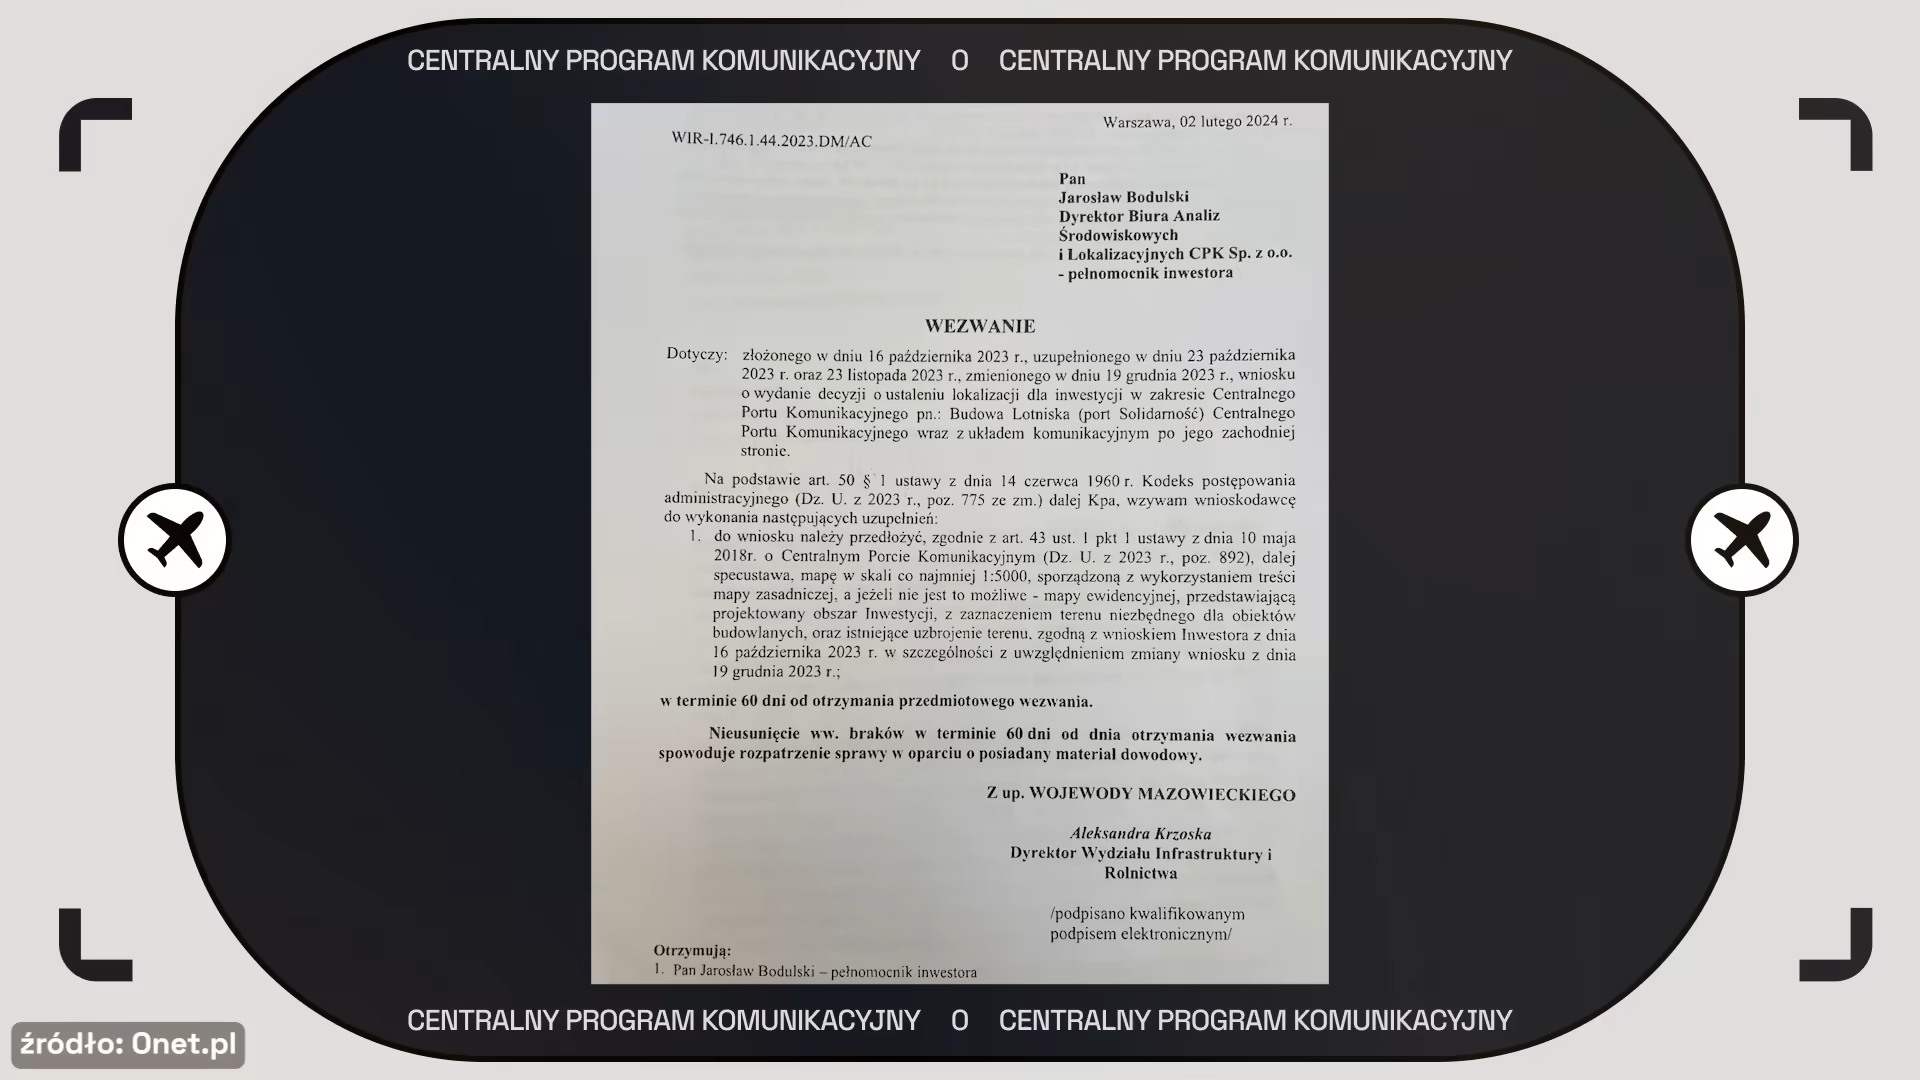 CENTRALNY PROGRAM KOMUNIKACYJNY O CENTRALNY PROGRAM KOMUNIKACYJNY
Warszawa, 02 lutego 2024 r.
WIR-I.746.1.44.2023.DM/AC
Pan
Jarosław Bodulski
Dyrektor Biura Analiz
Środowiskowych
i Lokalizacyjnych CPK Sp. z o.o.
- pełnomocnik inwestora
WEZWANIE
Dotyczy: złożonego w dniu 16 października 2023 r., uzupełnionego w dniu 23 października
2023 r. oraz 23 listopada 2023 r., zmienionego w dniu 19 grudnia 2023 r., wniosku
o wydanie decyzji o ustaleniu lokalizacji dla inwestycji w zakresie Centralnego
Portu Komunikacyjnego pn.: Budowa Lotniska (port Solidarność) Centralnego
Portu Komunikacyjnego wraz z układem komunikacyjnym po jego zachodniej
stronie.
Na podstawie art. 50 § 1 ustawy z dnia 14 czerwca 1960 r. Kodeks postępowania
administracyjnego (Dz. U. z 2023 r., poz. 775 ze zm.) dalej Kpa, wzywam wnioskodawcę
do wykonania następujących uzupełnień:
1. do wniosku należy przedłożyć, zgodnie z art. 43 ust. 1 pkt 1 ustawy z dnia 10 maja
2018r. o Centralnym Porcie Komunikacyjnym (Dz. U. z 2023 r., poz. 892), dalej
specustawa, mapę w skali co najmniej 1:5000, sporządzoną z wykorzystaniem treści
mapy zasadniczej, a jeżeli nie jest to możliwe - mapy ewidencyjnej, przedstawiającą
projektowany obszar Inwestycji, z zaznaczeniem terenu niezbędnego dla obiektów
budowlanych, oraz istniejące uzbrojenie terenu, zgodną z wnioskiem Inwestora z dnia
16 października 2023 r. w szczególności z uwzględnieniem zmiany wniosku z dnia
19 grudnia 2023 r.;
w terminie 60 dni od otrzymania przedmiotowego wezwania.
Nieusunięcie ww. braków w terminie 60 dni od dnia otrzymania wezwania
spowoduje rozpatrzenie sprawy w oparciu o posiadany materiał dowodowy.
Z up. WOJEWODY MAZOWIECKIEGO
Aleksandra Krzoska
Dyrektor Wydziału Infrastruktury i
Rolnictwa
/podpisano kwalifikowanym
podpisem elektronicznym/
Otrzymują:
1. Pan Jarosław Bodulski – pełnomocnik inwestora
CENTRALNY PROGRAM KOMUNIKACYJNY O CENTRALNY PROGRAM KOMUNIKACYJNY
źródło: Onet.pl